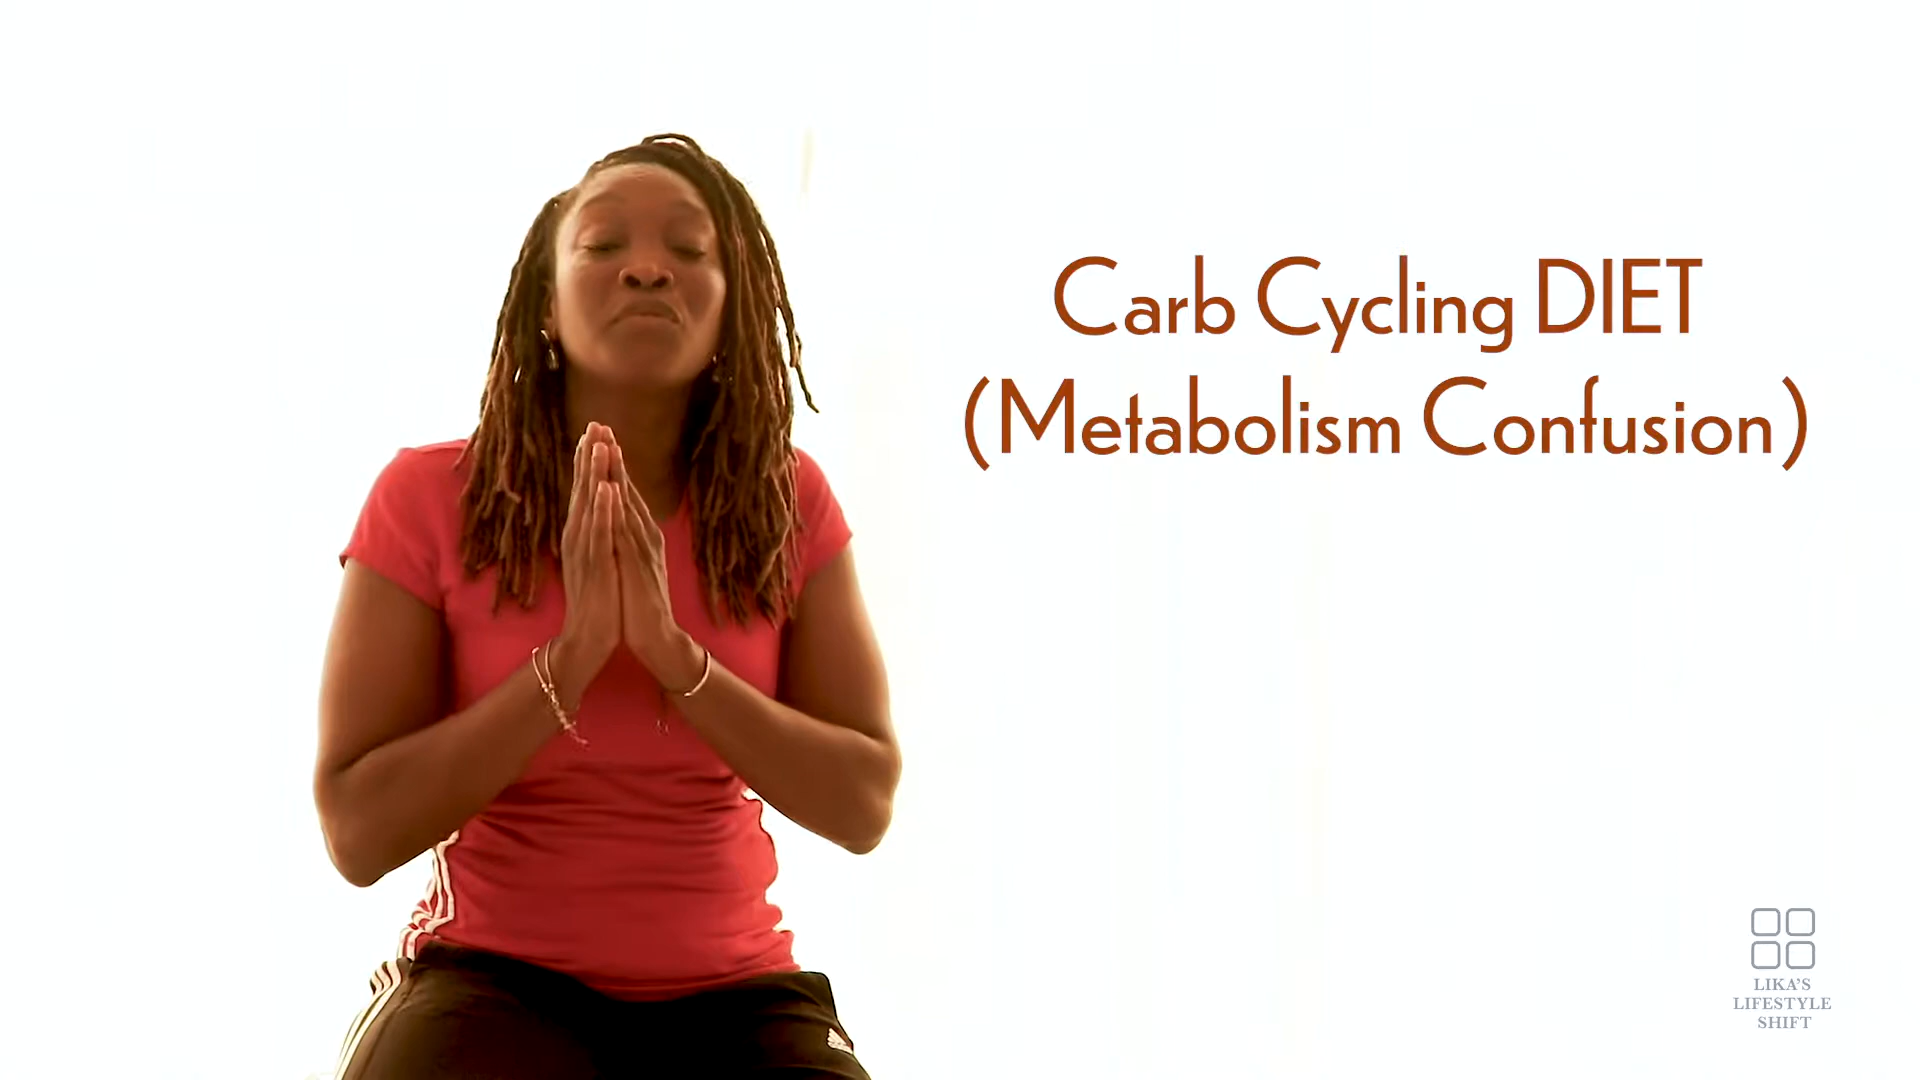 Carb Cycling DIET
(Metabolism Confusion)
LIKA'S
LIFESTYLE
SHIFT